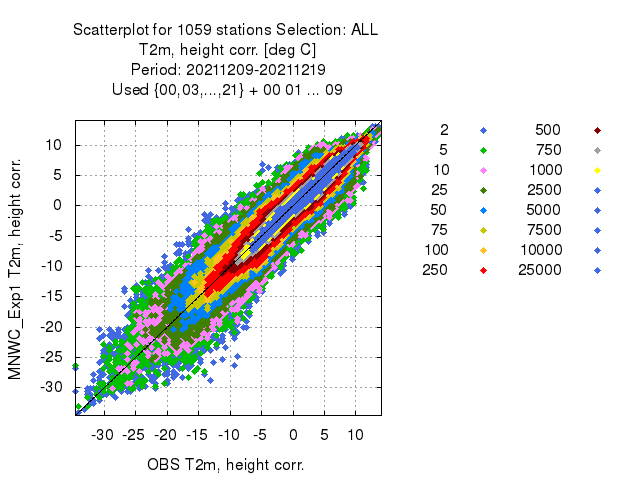 Scatterplot for 1059 stations Selection: ALL
T2m, height corr. [deg C]
Period: 20211209-20211219
Used {00,03,...,21} + 00 01 ... 09
MNWC_Exp1 T2m, height corr.
10
5
0
-5
-10
-15
-20
-25
-30
-30 -25 -20 -15 -10 -5 0 5 10
OBS T2m, height corr.
2 500
5 750
10 1000
25 2500
50 5000
75 7500
100 10000
250 25000